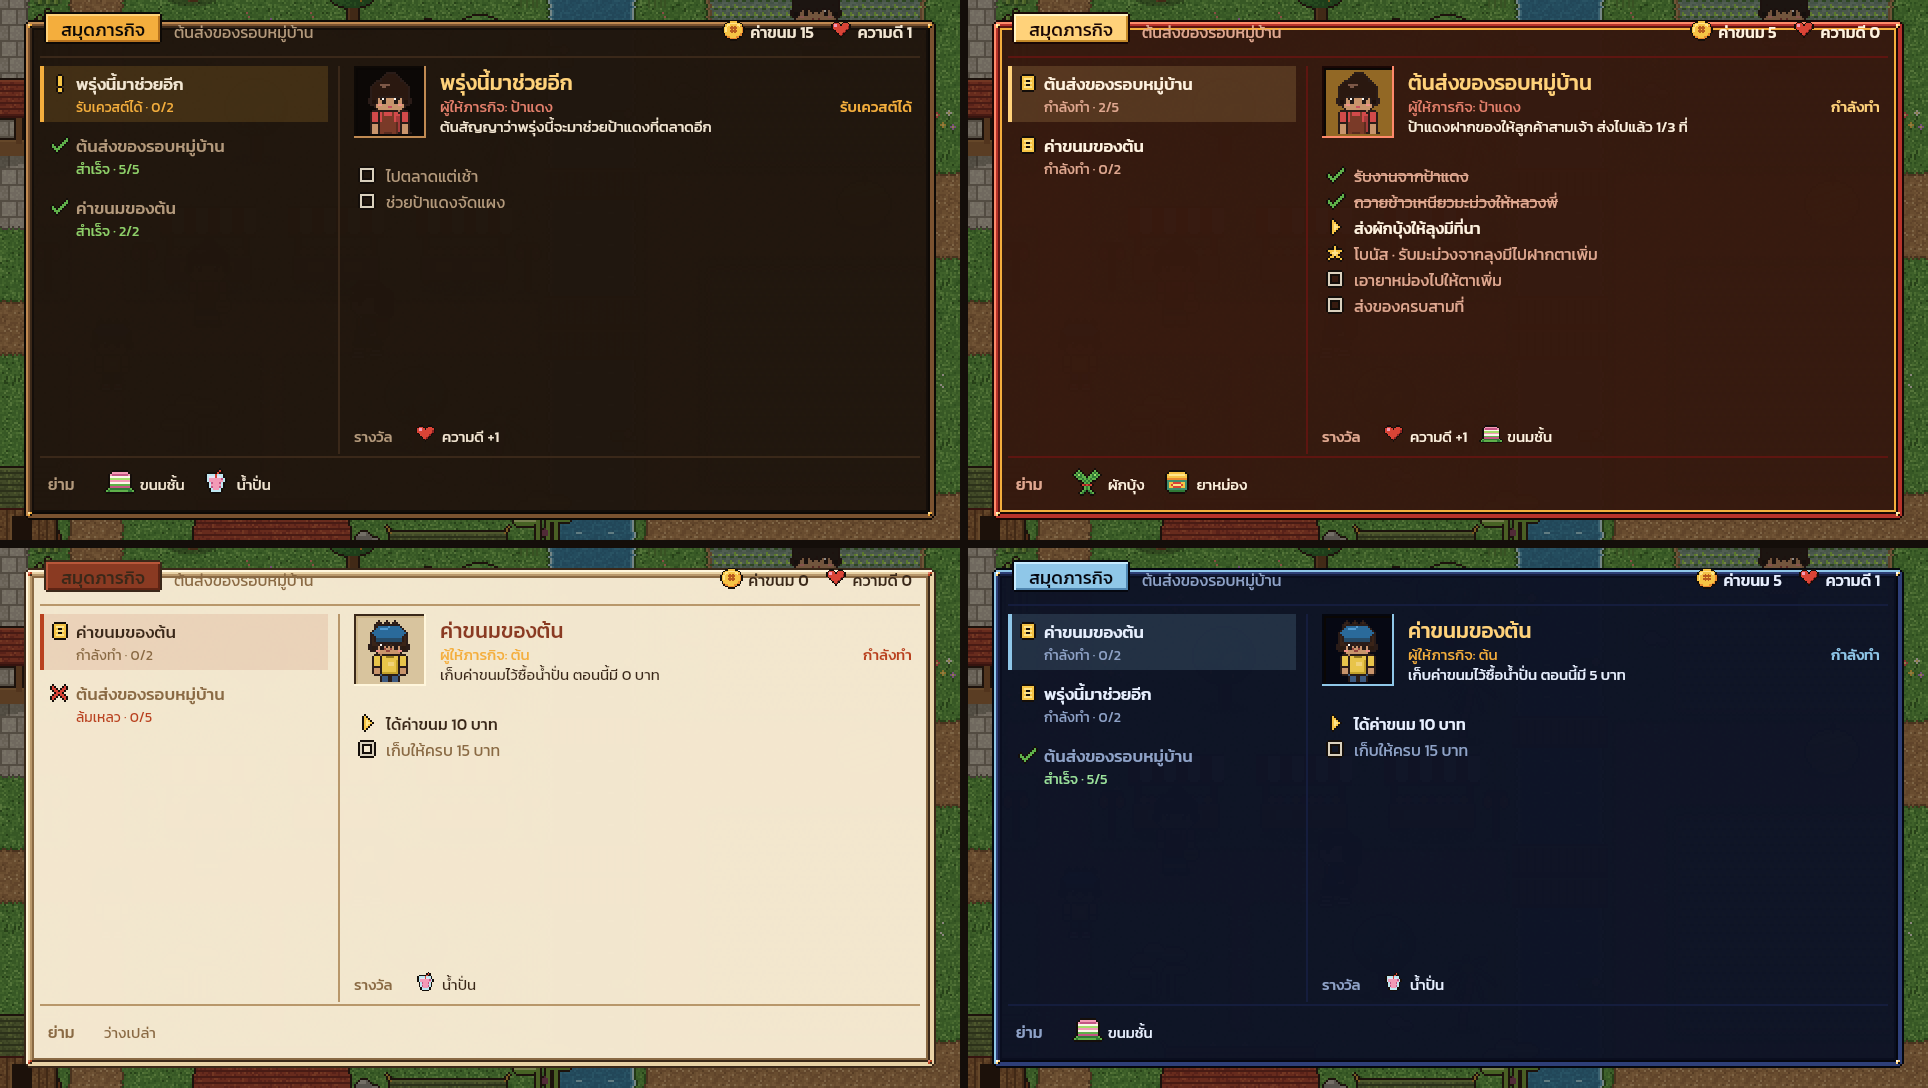 สมุดภารกิจ ต้นส่งของรอบหมู่บ้าน ค่าขนม 15 ความดี 1
พรุ่งนี้มาช่วยอีก
รับเควสต์ได้ · 0/2
ต้นส่งของรอบหมู่บ้าน
สำเร็จ · 5/5
ค่าขนมของต้น
สำเร็จ · 2/2
พรุ่งนี้มาช่วยอีก
ผู้ให้ภารกิจ: ป้าแดง รับเควสต์ได้
ต้นสัญญาว่าพรุ่งนี้จะมาช่วยป้าแดงที่ตลาดอีก
ไปตลาดแต่เช้า
ช่วยป้าแดงจัดแผง
รางวัล ความดี +1
ย่าม ขนมชั้น น้ำปั่น
สมุดภารกิจ ต้นส่งของรอบหมู่บ้าน ค่าขนม 5 ความดี 0
ต้นส่งของรอบหมู่บ้าน
กำลังทำ · 2/5
ค่าขนมของต้น
กำลังทำ · 0/2
ต้นส่งของรอบหมู่บ้าน
ผู้ให้ภารกิจ: ป้าแดง กำลังทำ
ป้าแดงฝากของให้ลูกค้าสามเจ้า ส่งไปแล้ว 1/3 ที่
รับงานจากป้าแดง
ถวายข้าวเหนียวมะม่วงให้หลวงพี่
ส่งผักบุ้งให้ลุงมีที่นา
โบนัส · รับมะม่วงจากลุงมีไปฝากตาเพิ่ม
เอายาหม่องไปให้ตาเพิ่ม
ส่งของครบสามที่
รางวัล ความดี +1 ขนมชั้น
ย่าม ผักบุ้ง ยาหม่อง
สมุดภารกิจ ต้นส่งของรอบหมู่บ้าน ค่าขนม 0 ความดี 0
ค่าขนมของต้น
กำลังทำ · 0/2
ต้นส่งของรอบหมู่บ้าน
ล้มเหลว · 0/5
ค่าขนมของต้น
ผู้ให้ภารกิจ: ต้น กำลังทำ
เก็บค่าขนมไว้ซื้อน้ำปั่น ตอนนี้มี 0 บาท
ได้ค่าขนม 10 บาท
เก็บให้ครบ 15 บาท
รางวัล น้ำปั่น
ย่าม ว่างเปล่า
สมุดภารกิจ ต้นส่งของรอบหมู่บ้าน ค่าขนม 5 ความดี 1
ค่าขนมของต้น
กำลังทำ · 0/2
พรุ่งนี้มาช่วยอีก
กำลังทำ · 0/2
ต้นส่งของรอบหมู่บ้าน
สำเร็จ · 5/5
ค่าขนมของต้น
ผู้ให้ภารกิจ: ต้น กำลังทำ
เก็บค่าขนมไว้ซื้อน้ำปั่น ตอนนี้มี 5 บาท
ได้ค่าขนม 10 บาท
เก็บให้ครบ 15 บาท
รางวัล น้ำปั่น
ย่าม ขนมชั้น